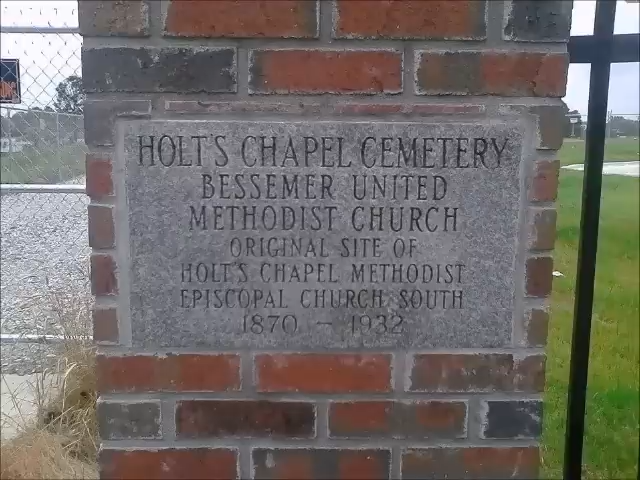 HOLT'S CHAPEL CEMETERY
BESSEMER UNITED
METHODIST CHURCH
ORIGINAL SITE OF
HOLT'S CHAPEL METHODIST
EPISCOPAL CHURCH SOUTH
1870 - 1932